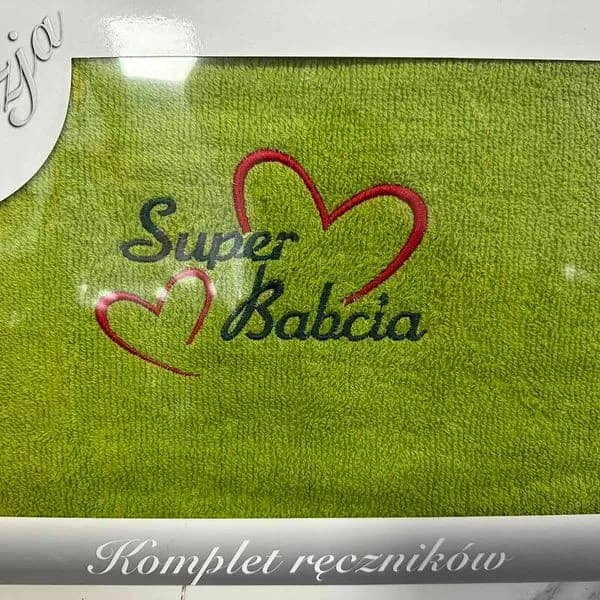 Super
Babcia
Komplet ręczników